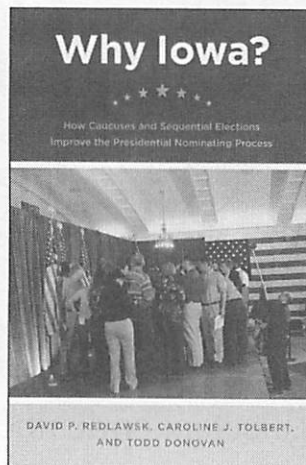 Why Iowa?
How Caucuses and Sequential Elections
Improve the Presidential Nominating Process
DAVID P. REDLAWSK, CAROLINE J. TOLBERT,
AND TODD DONOVAN